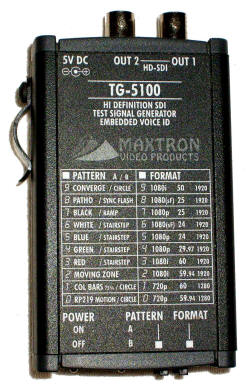 5V DC OUT 2 OUT 1
HD-SDI
TG-5100
HI DEFINITION SDI
TEST SIGNAL GENERATOR
EMBEDDED VOICE ID
MAXTRON
VIDEO PRODUCTS
PATTERN A / B FORMAT
9 CONVERGE / CIRCLE 9 1080i 50 1920
8 PATHO / SYNC FLASH 8 1080(sF) 25 1920
7 BLACK / RAMP 7 1080p 25 1920
6 WHITE / STAIRSTEP 6 1080(sF) 24 1920
5 BLUE / STAIRSTEP 5 1080p 24 1920
4 GREEN / STAIRSTEP 4 1080p 29.97 1920
3 RED / STAIRSTEP 3 1080i 60 1920
2 MOVING ZONE 2 1080i 59.94 1920
1 COL BARS 75% / CIRCLE 1 720p 60 1280
0 RP219 MOTION / CIRCLE 0 720p 59.94 1280
POWER PATTERN FORMAT
ON A
OFF B